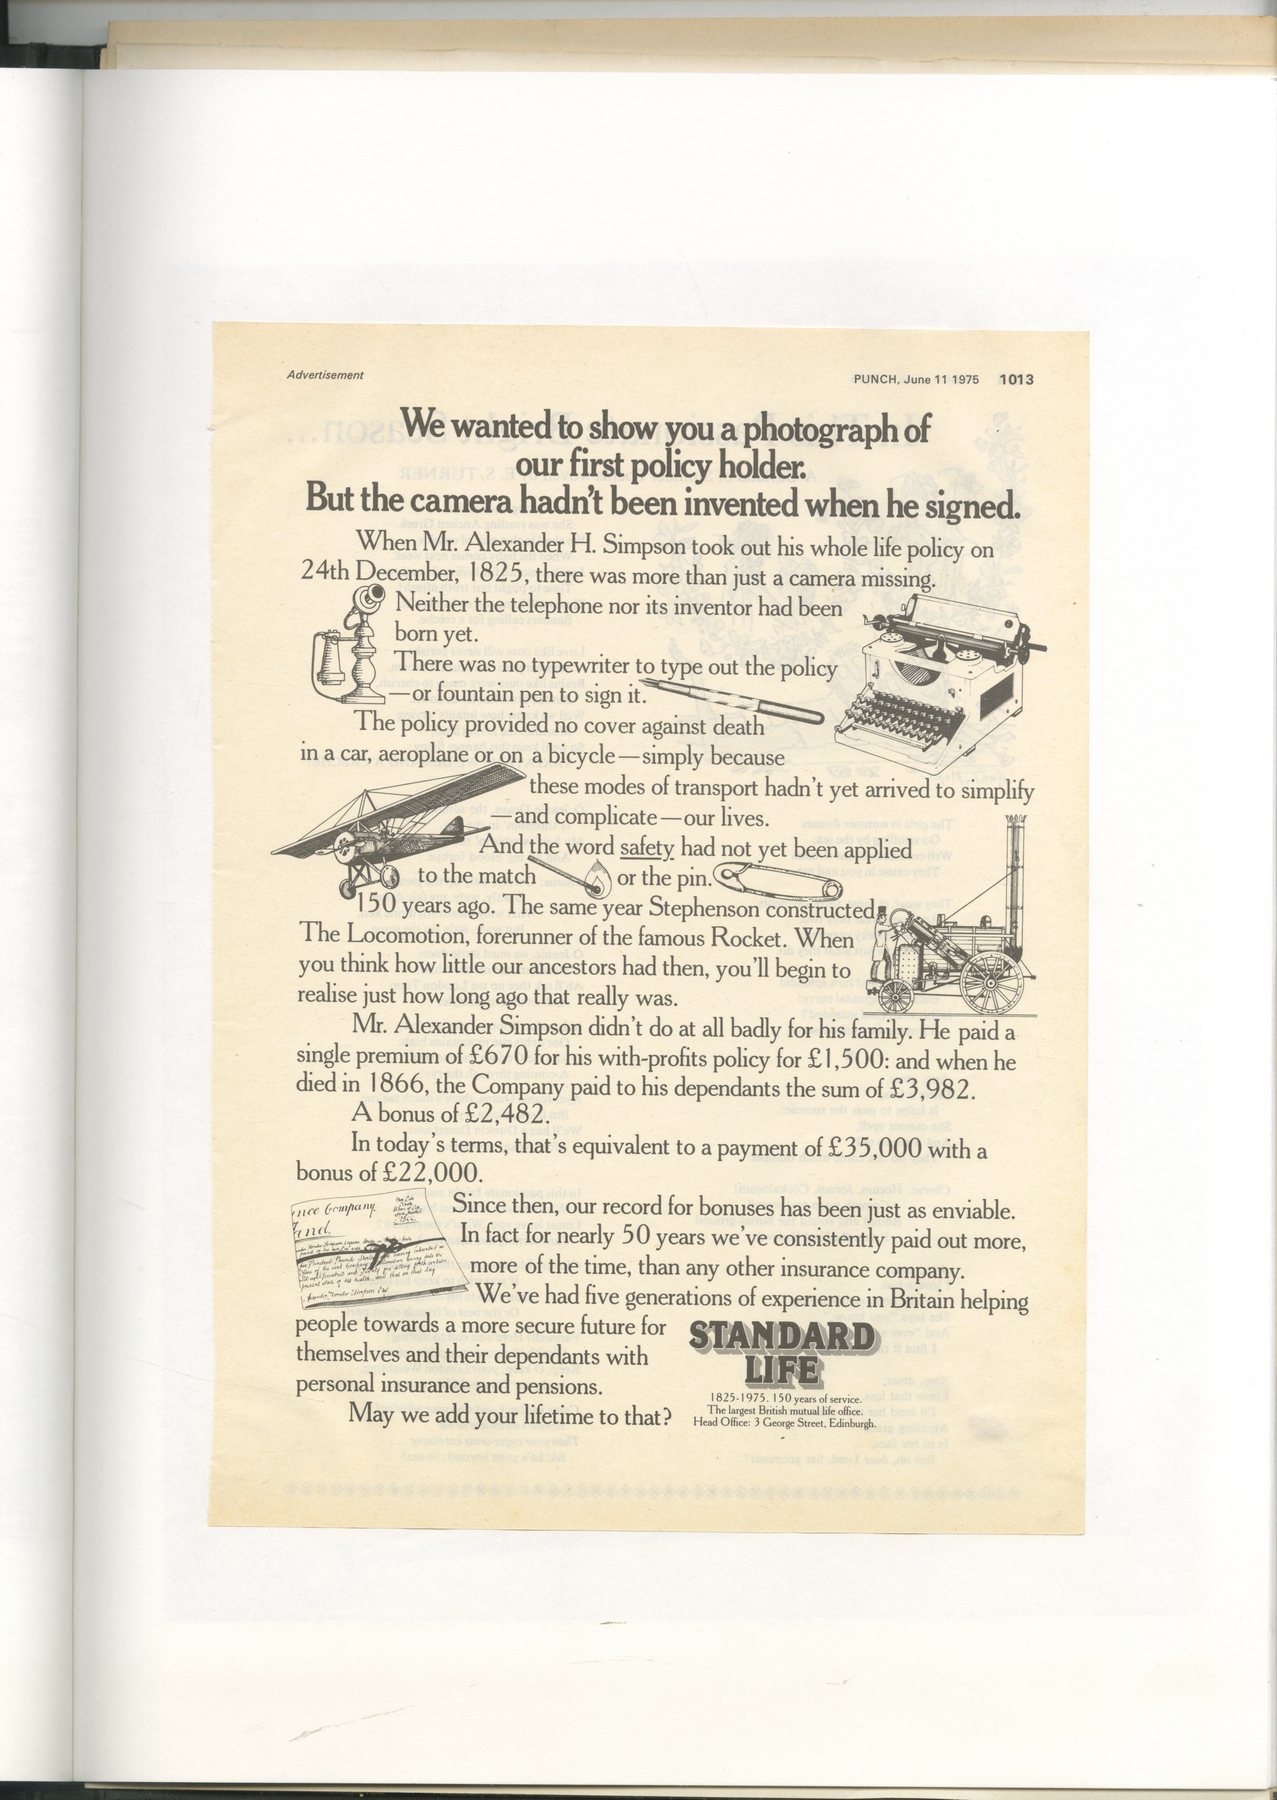 Advertisement
PUNCH, June 11 1975 1013
We wanted to show you a photograph of
our first policy holder.
But the camera hadn't been invented when he signed.
When Mr. Alexander H. Simpson took out his whole life policy on
24th December, 1825, there was more than just a camera missing.
Neither the telephone nor its inventor had been
born yet.
There was no typewriter to type out the policy
—or fountain pen to sign it.
The policy provided no cover against death
in a car, aeroplane or on a bicycle—simply because
these modes of transport hadn't yet arrived to simplify
—and complicate—our lives.
And the word safety had not yet been applied
to the match or the pin.
150 years ago. The same year Stephenson constructed
The Locomotion, forerunner of the famous Rocket. When
you think how little our ancestors had then, you'll begin to
realise just how long ago that really was.
Mr. Alexander Simpson didn't do at all badly for his family. He paid a
single premium of £670 for his with-profits policy for £1,500: and when he
died in 1866, the Company paid to his dependants the sum of £3,982.
A bonus of £2,482.
In today's terms, that's equivalent to a payment of £35,000 with a
bonus of £22,000.
Since then, our record for bonuses has been just as enviable.
In fact for nearly 50 years we've consistently paid out more,
more of the time, than any other insurance company.
We've had five generations of experience in Britain helping
people towards a more secure future for
themselves and their dependants with
personal insurance and pensions.
May we add your lifetime to that?
STANDARD
LIFE
1825-1975. 150 years of service.
The largest British mutual life office.
Head Office: 3 George Street, Edinburgh.